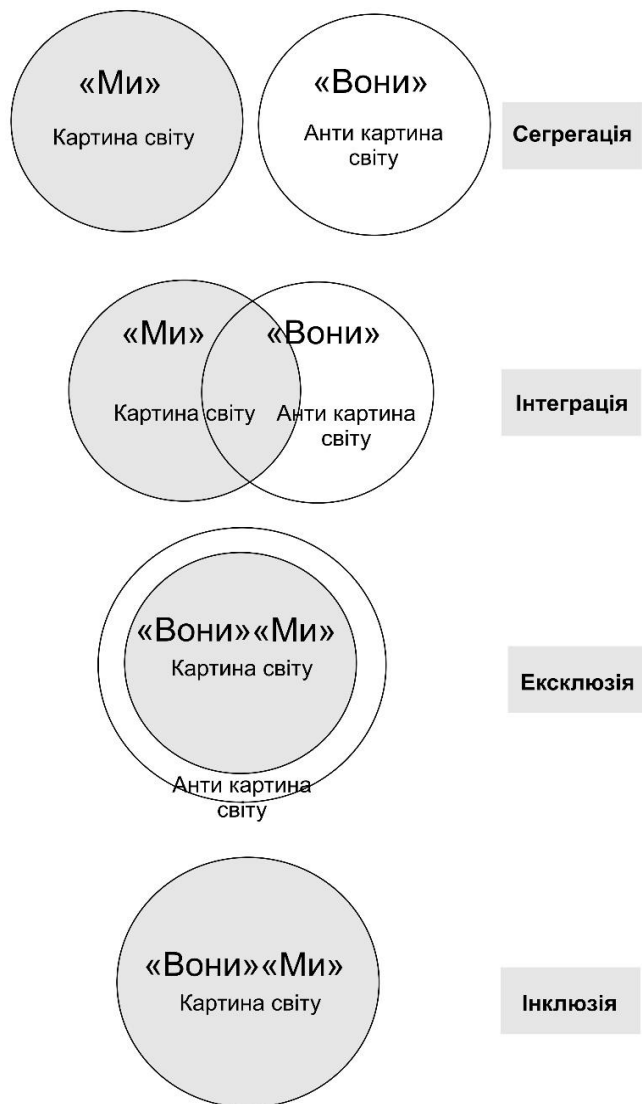 «Ми»
Картина світу
«Вони»
Анти картина
світу
Сегрегація
«Ми»
Картина світу
«Вони»
Анти картина
світу
Інтеграція
«Вони» «Ми»
Картина світу
Анти картина
світу
Ексклюзія
«Вони» «Ми»
Картина світу
Інклюзія